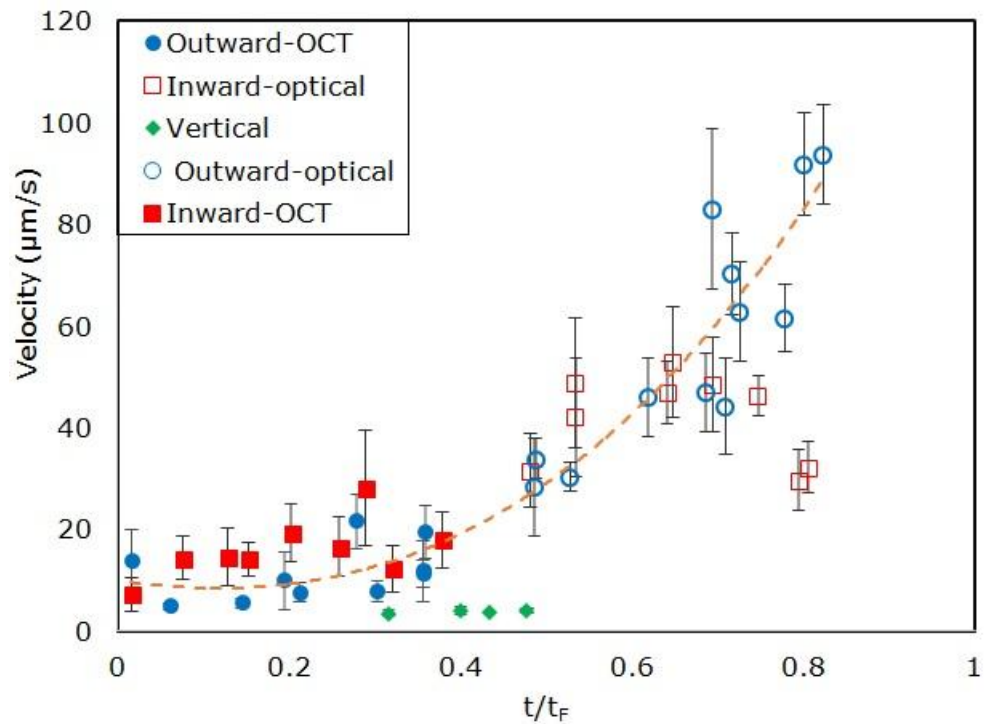 120
100
80
60
40
20
0
Velocity (µm/s)
Outward-OCT
Inward-optical
Vertical
Outward-optical
Inward-OCT
0 0.2 0.4 0.6 0.8 1
t/tF